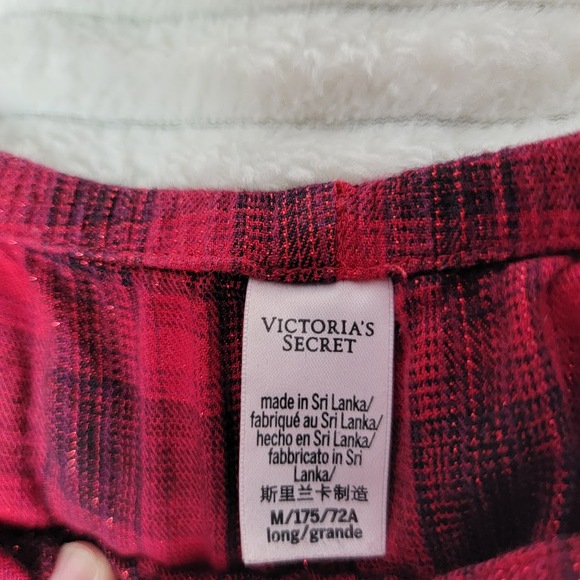 VICTORIA'S
SECRET
made in Sri Lanka/
fabriqué au Sri Lanka/
hecho en Sri Lanka/
fabbricato in Sri
Lanka/
斯里兰卡制造
M/175/72A
long/grande